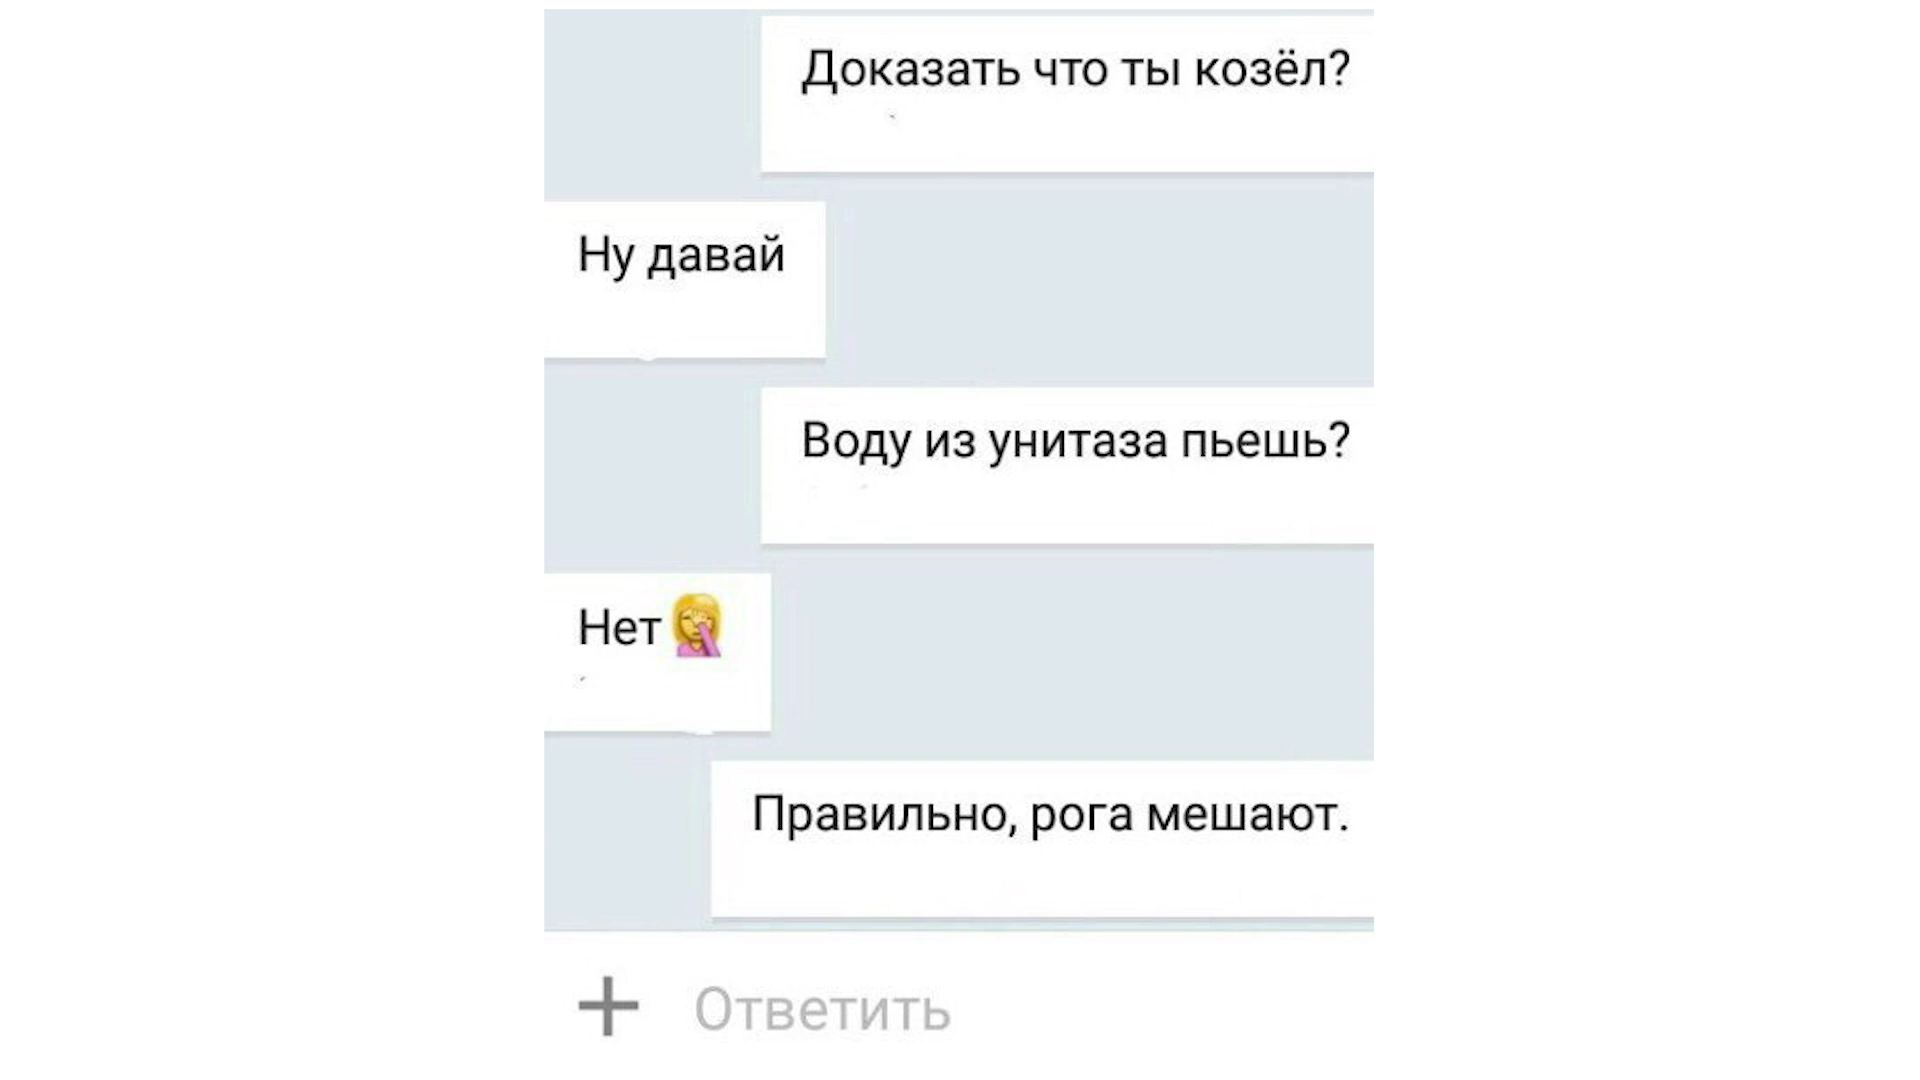 Доказать что ты козёл?
Ну давай
Воду из унитаза пьешь?
Нет🤦‍♀️
Правильно, рога мешают.
+ Ответить